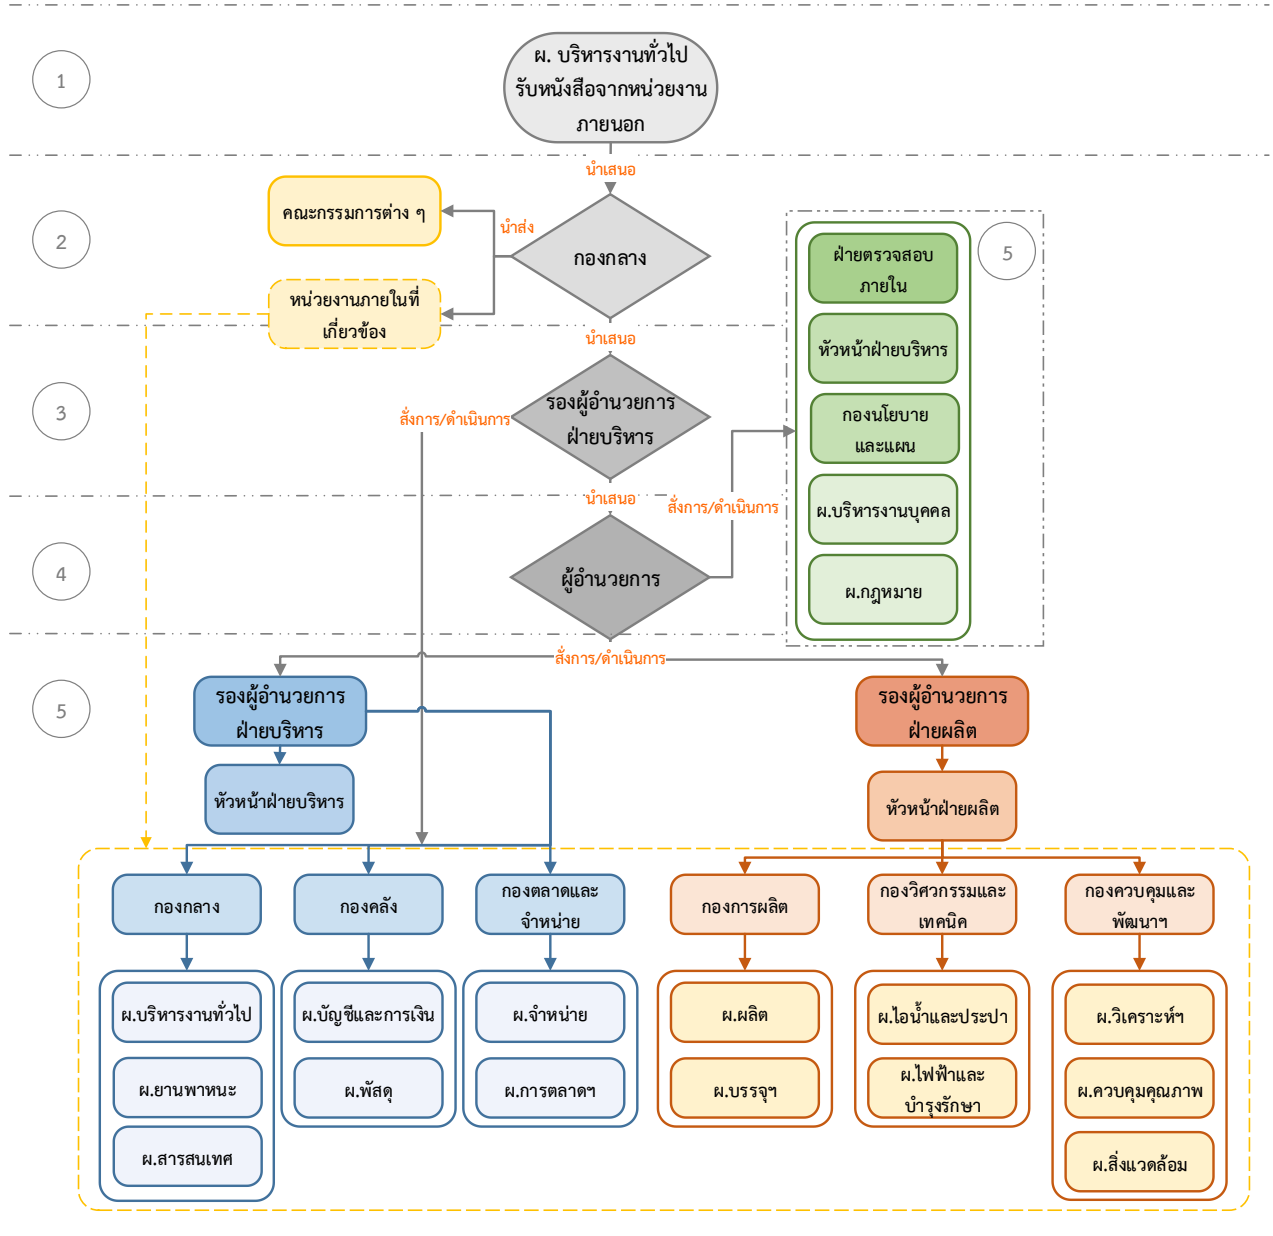 1
ผ. บริหารงานทั่วไป
รับหนังสือจากหน่วยงาน
ภายนอก
นำเสนอ
2
คณะกรรมการต่าง ๆ
นำส่ง
กองกลาง
หน่วยงานภายในที่
เกี่ยวข้อง
นำเสนอ
3
สั่งการ/ดำเนินการ
รองผู้อำนวยการ
ฝ่ายบริหาร
นำเสนอ
สั่งการ/ดำเนินการ
4
ผู้อำนวยการ
5
ฝ่ายตรวจสอบ
ภายใน
หัวหน้าฝ่ายบริหาร
กองนโยบาย
และแผน
ผ.บริหารงานบุคคล
ผ.กฎหมาย
สั่งการ/ดำเนินการ
5
รองผู้อำนวยการ
ฝ่ายบริหาร
รองผู้อำนวยการ
ฝ่ายผลิต
หัวหน้าฝ่ายบริหาร
หัวหน้าฝ่ายผลิต
กองกลาง
กองคลัง
กองตลาดและ
จำหน่าย
กองการผลิต
กองวิศวกรรมและ
เทคนิค
กองควบคุมและ
พัฒนาฯ
ผ.บริหารงานทั่วไป
ผ.ยานพาหนะ
ผ.สารสนเทศ
ผ.บัญชีและการเงิน
ผ.พัสดุ
ผ.จำหน่าย
ผ.การตลาดฯ
ผ.ผลิต
ผ.บรรจุฯ
ผ.ไอน้ำและประปา
ผ.ไฟฟ้าและ
บำรุงรักษา
ผ.วิเคราะห์ฯ
ผ.ควบคุมคุณภาพ
ผ.สิ่งแวดล้อม